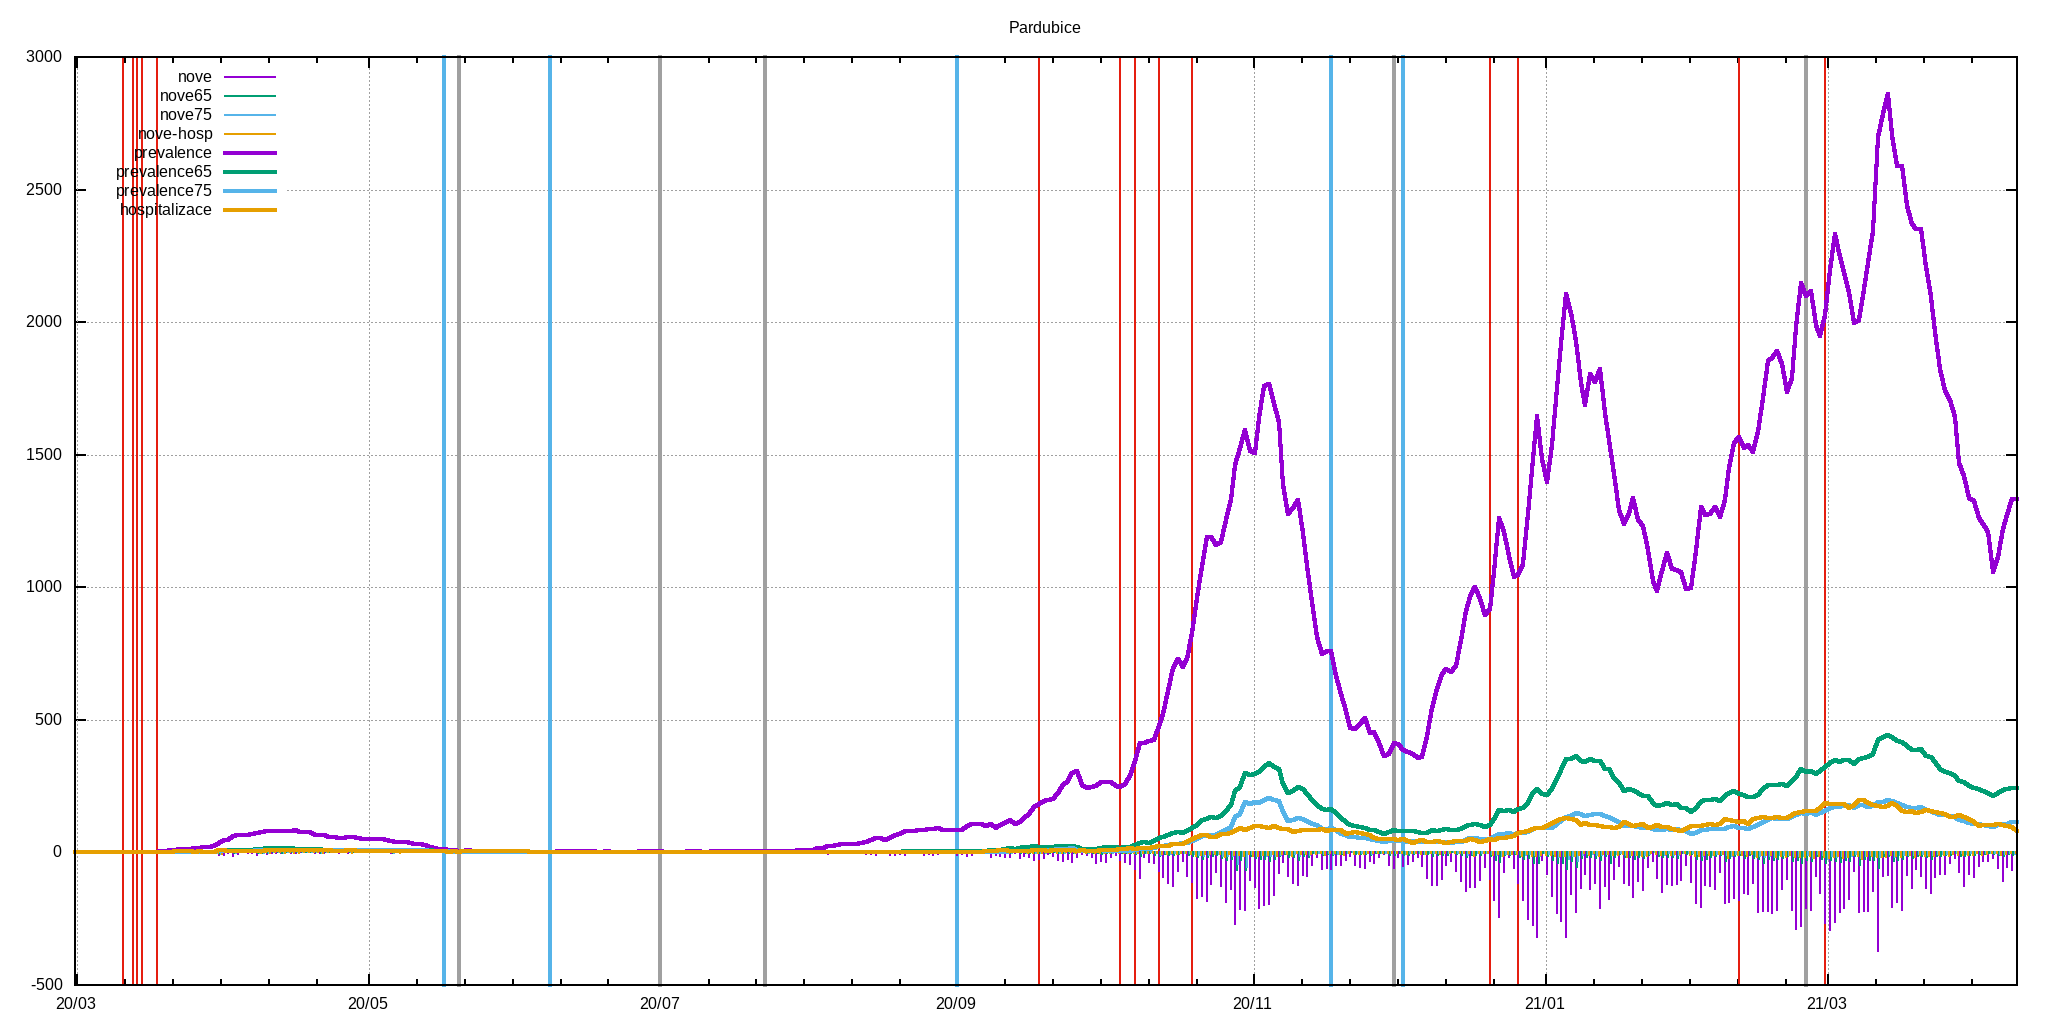 Pardubice
3000
2500
2000
1500
1000
500
0
-500
nove
nove65
nove75
nove-hosp
prevalence
prevalence65
prevalence75
hospitalizace
20/03 20/05 20/07 20/09 20/11 21/01 21/03